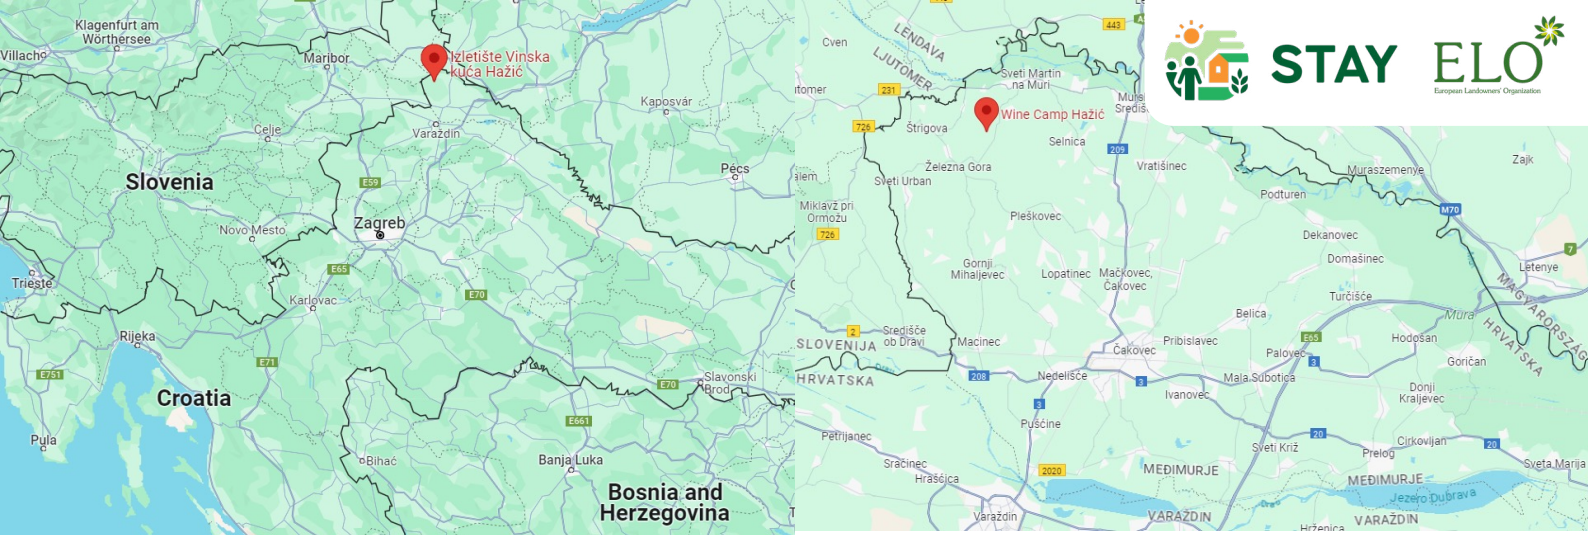 Klagenfurt am
Wörthersee
Villach
Maribor
Izletište Vinska
kuća Hažić
Kaposvár
Varaždin
Celje
Pécs
E59
Slovenia
Novo Mesto
Zagreb
E65
Trieste
Karlovac
E70
Rijeka
E71
E751
Croatia
E70
Slavonski
Brod
E661
Pula
Bihać
Banja Luka
Bosnia and
Herzegovina
443
Cven
LENDAVA
LJUTOMER
Sveti Martin
na Muri
231
Wine Camp Hažić
726
Štrigova
Selnica
209
Železna Gora
Vratišinec
Sveti Urban
Muraszemenye
Zajk
Podturen
Miklavž pri
Ormožu
Pleškovec
M70
726
Dekanovec
7
Gornji
Mihaljevec
Lopatinec
Mačkovec,
Čakovec
Domašinec
Letenye
Turčišće
Belica
Mura
MAGYARORSZÁG
HRVATSKA
2
Središče
ob Dravi
SLOVENIJA
HRVATSKA
Macinec
Čakovec
Pribislavec
E65
Hodošan
Palovec
3
Goričan
208
Nedelišće
3
Mala Subotica
Ivanovec
Donji
Kraljevec
3
Pušćine
20
Petrijanec
Sveti Križ
Cirkovljan
20
Prelog
Sračinec
2020
MEĐIMURJE
Sveta Marija
Hrašćica
MEĐIMURJE
Jezero Dubrava
Varaždin
VARAŽDIN
VARAŽDIN
Hrženica
STAY
ELO
European Landowners' Organization